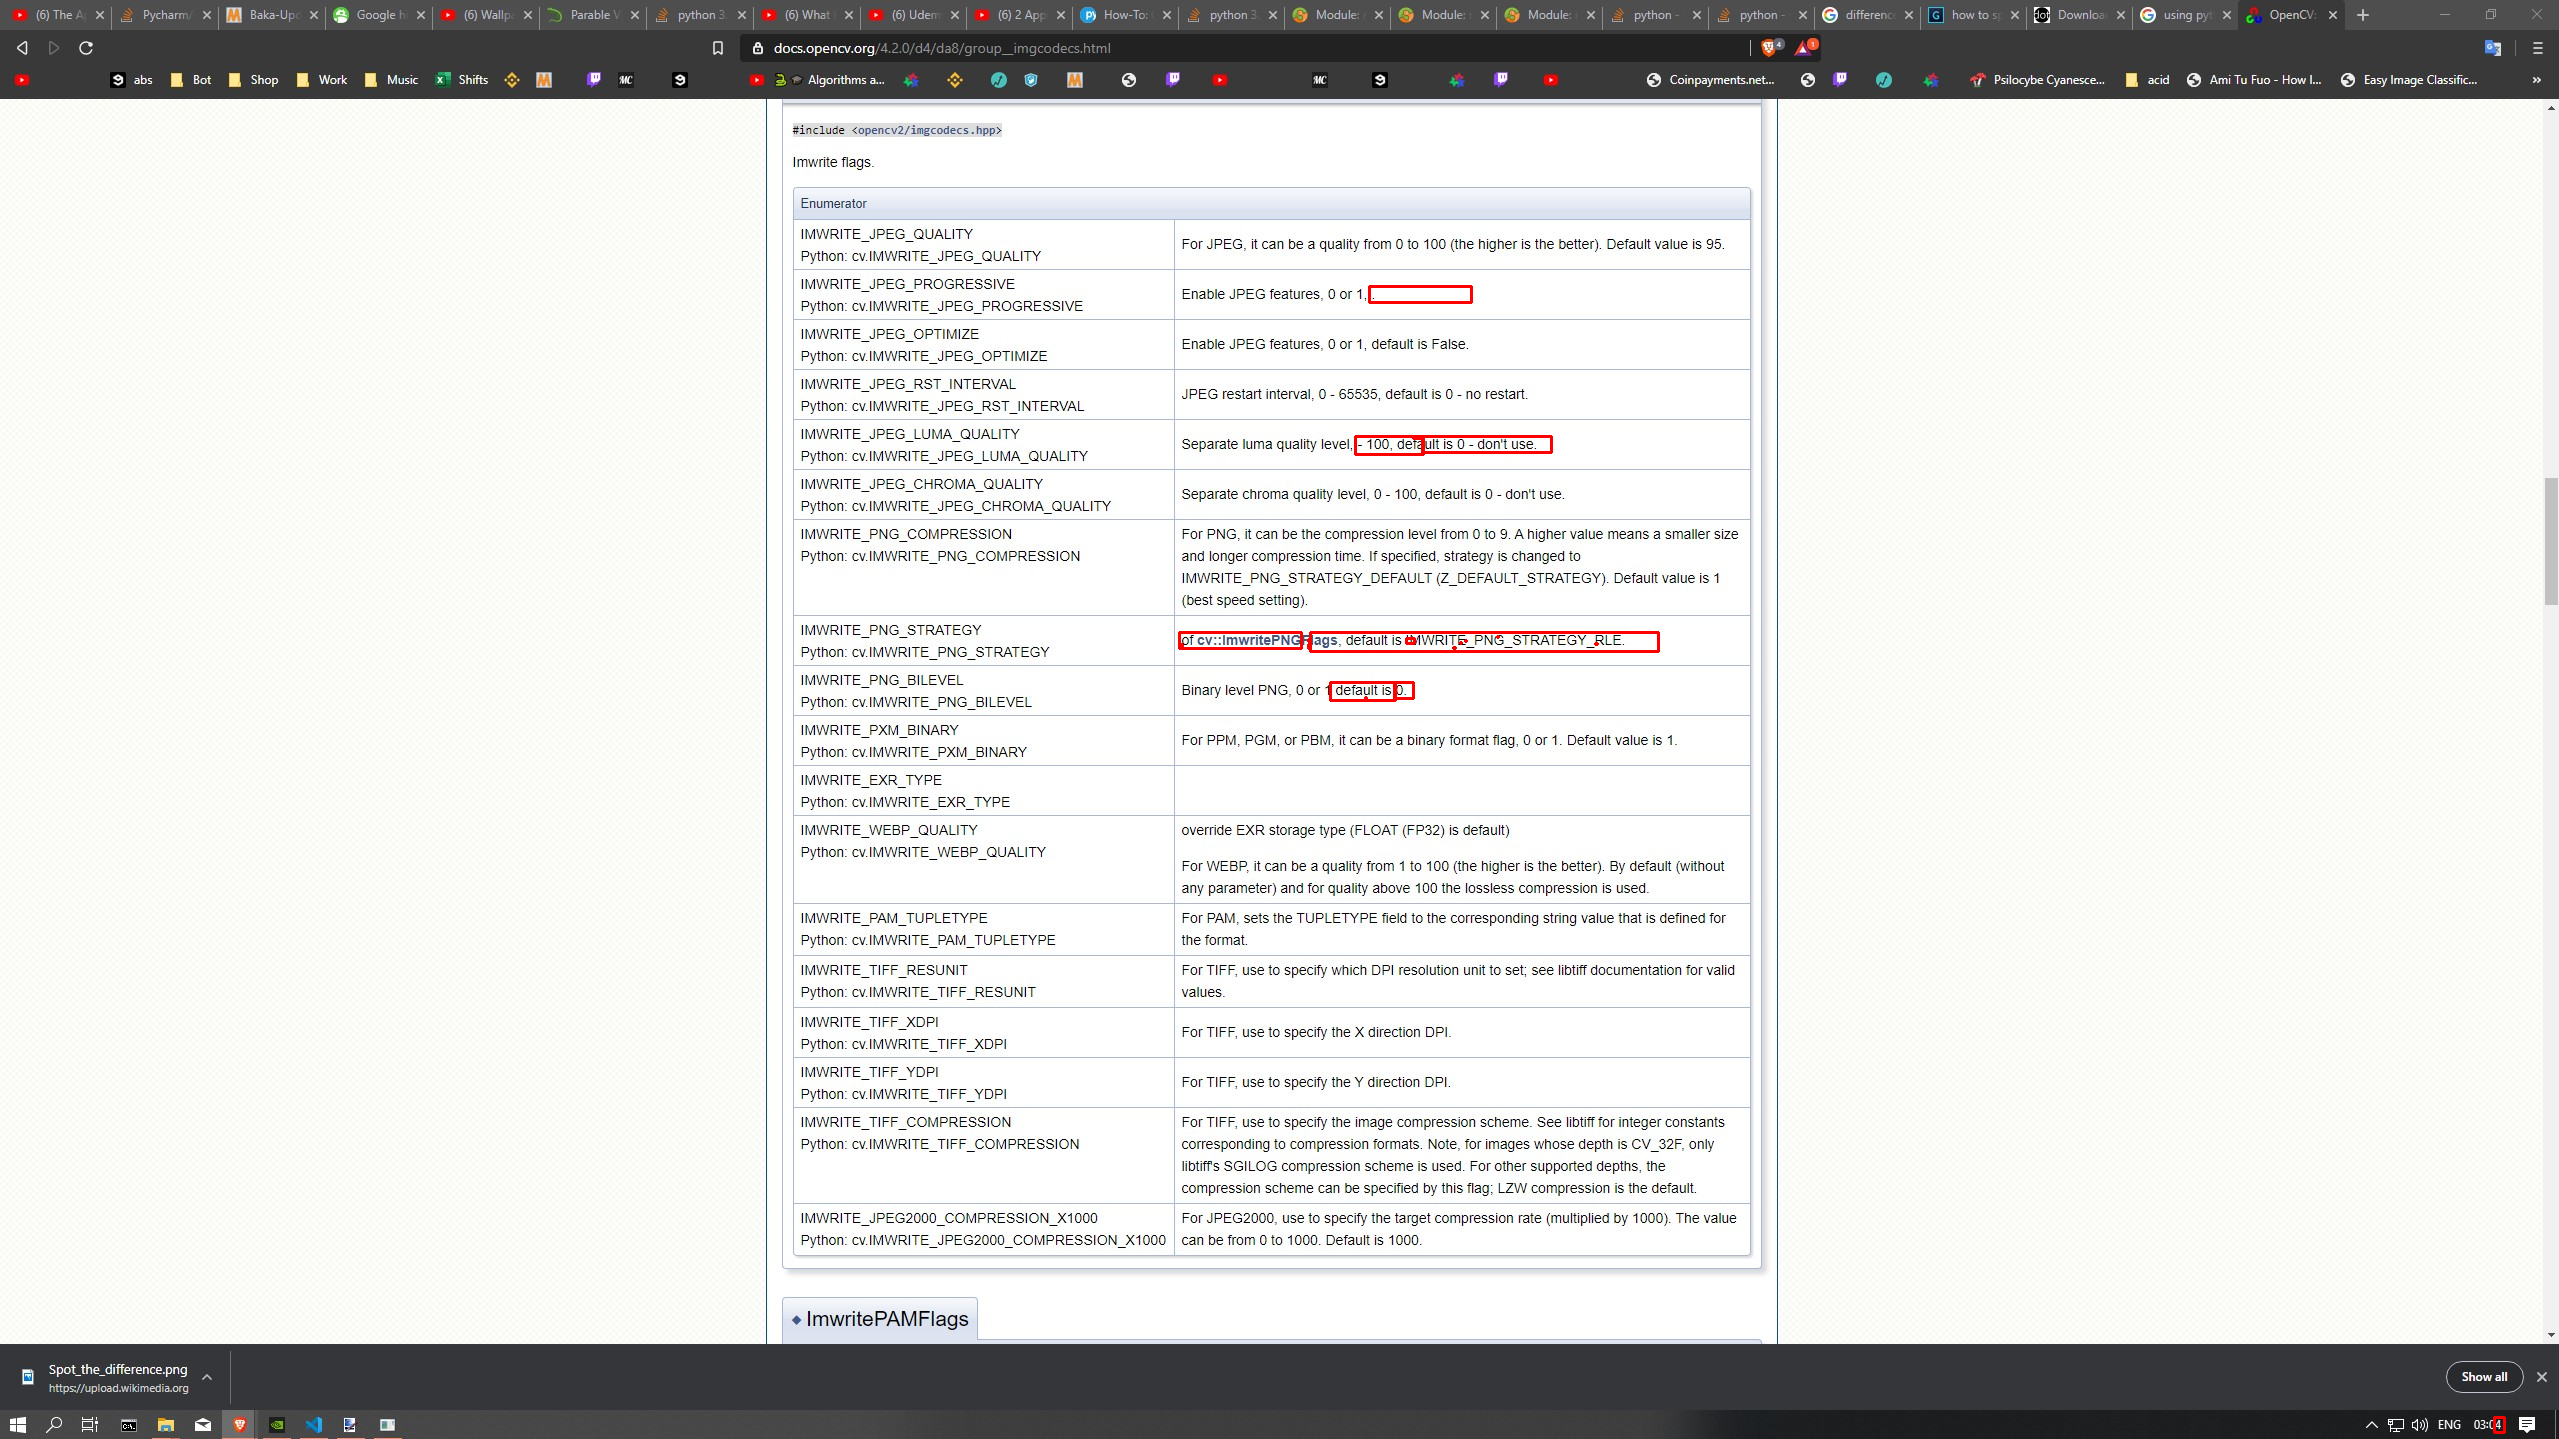 (6) The A
Pycharm/
Baka-Upd
Google h
(6) Wallp
Parable V
python 3.
(6) What
(6) Uden
(6) 2 App
How-To:
python 3.
Module:
Module:
Module:
python -
python -
difference
how to s
Downloa
using pyt
OpenCV:
docs.opencv.org/4.2.0/d4/da8/group__imgcodecs.html
4
1
abs
Bot
Shop
Work
Music
Shifts
Algorithms a...
Coinpayments.net...
Psilocybe Cyanesce...
acid
Ami Tu Fuo - How I...
Easy Image Classific...
»
#include <opencv2/imgcodecs.hpp>
Imwrite flags.
Enumerator
IMWRITE_JPEG_QUALITY
Python: cv.IMWRITE_JPEG_QUALITY
For JPEG, it can be a quality from 0 to 100 (the higher is the better). Default value is 95.
IMWRITE_JPEG_PROGRESSIVE
Python: cv.IMWRITE_JPEG_PROGRESSIVE
Enable JPEG features, 0 or 1, .
IMWRITE_JPEG_OPTIMIZE
Python: cv.IMWRITE_JPEG_OPTIMIZE
Enable JPEG features, 0 or 1, default is False.
IMWRITE_JPEG_RST_INTERVAL
Python: cv.IMWRITE_JPEG_RST_INTERVAL
JPEG restart interval, 0 - 65535, default is 0 - no restart.
IMWRITE_JPEG_LUMA_QUALITY
Python: cv.IMWRITE_JPEG_LUMA_QUALITY
Separate luma quality level, - 100, default is 0 - don't use.
IMWRITE_JPEG_CHROMA_QUALITY
Python: cv.IMWRITE_JPEG_CHROMA_QUALITY
Separate chroma quality level, 0 - 100, default is 0 - don't use.
IMWRITE_PNG_COMPRESSION
Python: cv.IMWRITE_PNG_COMPRESSION
For PNG, it can be the compression level from 0 to 9. A higher value means a smaller size
and longer compression time. If specified, strategy is changed to
IMWRITE_PNG_STRATEGY_DEFAULT (Z_DEFAULT_STRATEGY). Default value is 1
(best speed setting).
IMWRITE_PNG_STRATEGY
Python: cv.IMWRITE_PNG_STRATEGY
of cv::ImwritePNGFlags, default is IMWRITE_PNG_STRATEGY_RLE.
IMWRITE_PNG_BILEVEL
Python: cv.IMWRITE_PNG_BILEVEL
Binary level PNG, 0 or 1 default is 0.
IMWRITE_PXM_BINARY
Python: cv.IMWRITE_PXM_BINARY
For PPM, PGM, or PBM, it can be a binary format flag, 0 or 1. Default value is 1.
IMWRITE_EXR_TYPE
Python: cv.IMWRITE_EXR_TYPE
IMWRITE_WEBP_QUALITY
Python: cv.IMWRITE_WEBP_QUALITY
override EXR storage type (FLOAT (FP32) is default)
For WEBP, it can be a quality from 1 to 100 (the higher is the better). By default (without
any parameter) and for quality above 100 the lossless compression is used.
IMWRITE_PAM_TUPLETYPE
Python: cv.IMWRITE_PAM_TUPLETYPE
For PAM, sets the TUPLETYPE field to the corresponding string value that is defined for
the format.
IMWRITE_TIFF_RESUNIT
Python: cv.IMWRITE_TIFF_RESUNIT
For TIFF, use to specify which DPI resolution unit to set; see libtiff documentation for valid
values.
IMWRITE_TIFF_XDPI
Python: cv.IMWRITE_TIFF_XDPI
For TIFF, use to specify the X direction DPI.
IMWRITE_TIFF_YDPI
Python: cv.IMWRITE_TIFF_YDPI
For TIFF, use to specify the Y direction DPI.
IMWRITE_TIFF_COMPRESSION
Python: cv.IMWRITE_TIFF_COMPRESSION
For TIFF, use to specify the image compression scheme. See libtiff for integer constants
corresponding to compression formats. Note, for images whose depth is CV_32F, only
libtiff's SGILOG compression scheme is used. For other supported depths, the
compression scheme can be specified by this flag; LZW compression is the default.
IMWRITE_JPEG2000_COMPRESSION_X1000
Python: cv.IMWRITE_JPEG2000_COMPRESSION_X1000
For JPEG2000, use to specify the target compression rate (multiplied by 1000). The value
can be from 0 to 1000. Default is 1000.
◆ ImwritePAMFlags
Spot_the_difference.png
https://upload.wikimedia.org
Show all
ENG
03:04